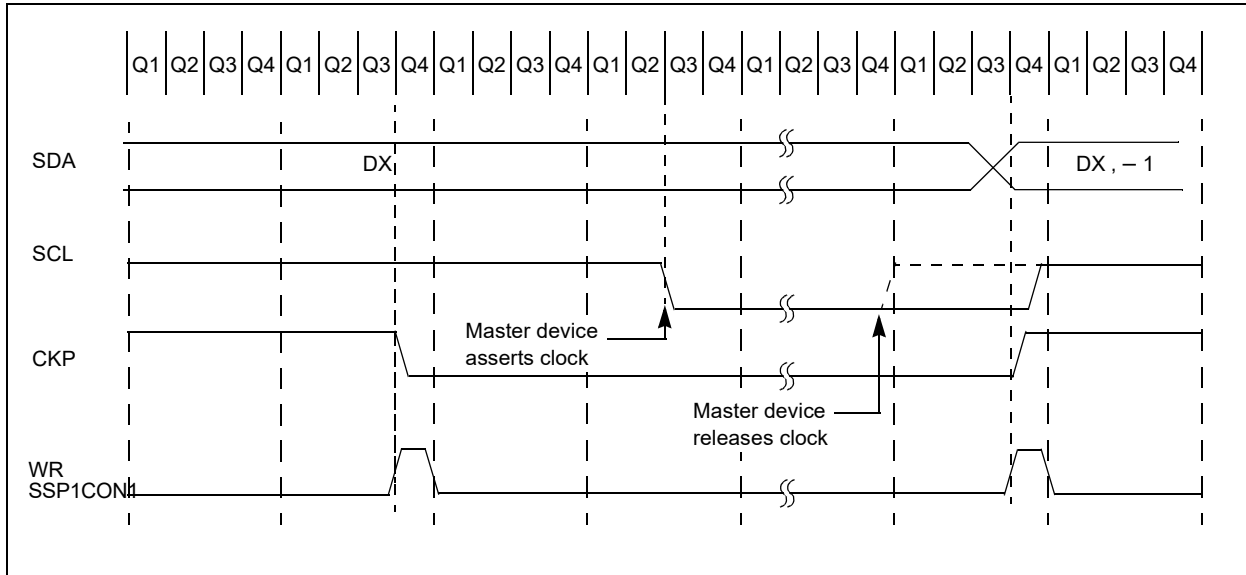 Q1 Q2 Q3 Q4 Q1 Q2 Q3 Q4 Q1 Q2 Q3 Q4 Q1 Q2 Q3 Q4 Q1 Q2 Q3 Q4 Q1 Q2 Q3 Q4 Q1 Q2 Q3 Q4
SDA
DX
DX , – 1
SCL
Master device
asserts clock
CKP
Master device
releases clock
WR
SSP1CON1